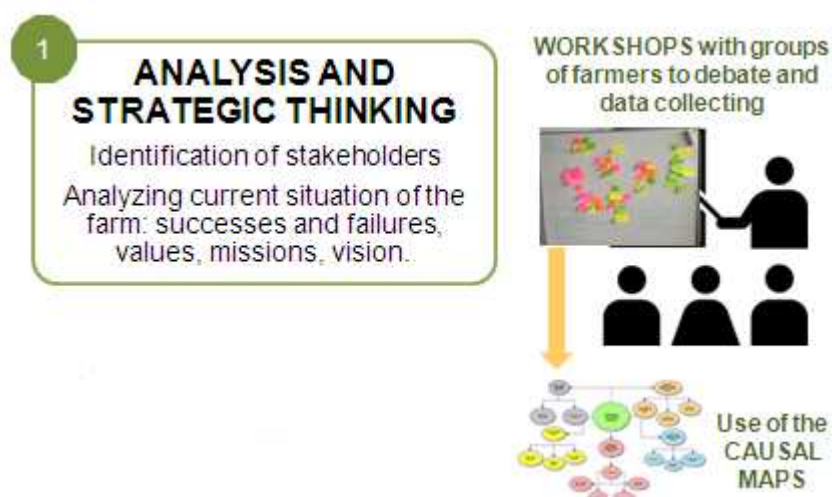 1
ANALYSIS AND
STRATEGIC THINKING
Identification of stakeholders
Analyzing current situation of the
farm: successes and failures,
values, missions, vision.
WORKSHOPS with groups
of farmers to debate and
data collecting
Use of the
CAUSAL
MAPS